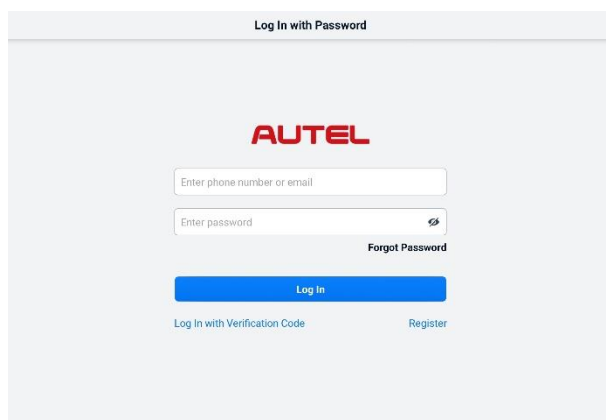 Log In with Password
AUTEL
Enter phone number or email
Enter password
Forgot Password
Log In
Log In with Verification Code Register